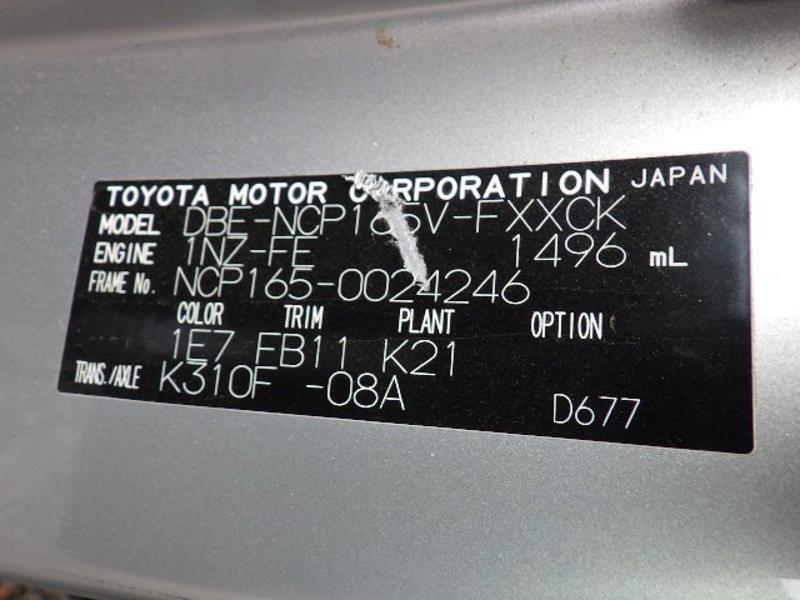 TOYOTA MOTOR CORPORATION JAPAN
MODEL DBE-NCP165V-FXXCK
ENGINE 1NZ-FE 1496 mL
FRAME No. NCP165-0024246
COLOR TRIM PLANT OPTION
1E7 FB11 K21
TRANS./AXLE K310F -08A D677